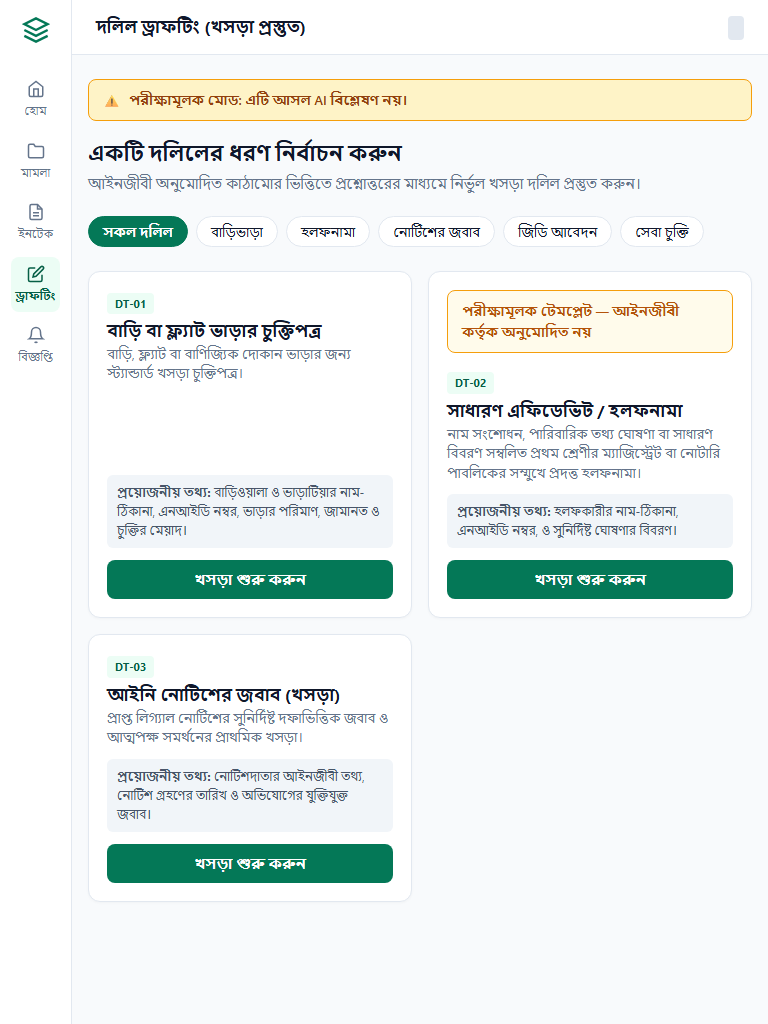 দলিল ড্রাফটিং (খসড়া প্রস্তুত)
হোম
মামলা
ইনটেক
ড্রাফটিং
বিজ্ঞপ্তি
পরীক্ষামূলক মোড: এটি আসল AI বিশ্লেষণ নয়।
একটি দলিলের ধরণ নির্বাচন করুন
আইনজীবী অনুমোদিত কাঠামোর ভিত্তিতে প্রশ্নোত্তরের মাধ্যমে নির্ভুল খসড়া দলিল প্রস্তুত করুন।
সকল দলিল
বাড়িভাড়া
হলফনামা
নোটিশের জবাব
জিডি আবেদন
সেবা চুক্তি
DT-01
বাড়ি বা ফ্ল্যাট ভাড়ার চুক্তিপত্র
বাড়ি, ফ্ল্যাট বা বাণিজ্যিক দোকান ভাড়ার জন্য
স্ট্যান্ডার্ড খসড়া চুক্তিপত্র।
প্রয়োজনীয় তথ্য: বাড়িওয়ালা ও ভাড়াটিয়ার নাম-
ঠিকানা, এনআইডি নম্বর, ভাড়ার পরিমাণ, জামানত ও
চুক্তির মেয়াদ।
খসড়া শুরু করুন
পরীক্ষামূলক টেমপ্লেট — আইনজীবী
কর্তৃক অনুমোদিত নয়
DT-02
সাধারণ এফিডেভিট / হলফনামা
নাম সংশোধন, পারিবারিক তথ্য ঘোষণা বা সাধারণ
বিবরণ সম্বলিত প্রথম শ্রেণীর ম্যাজিস্ট্রেট বা নোটারি
পাবলিকের সম্মুখে প্রদত্ত হলফনামা।
প্রয়োজনীয় তথ্য: হলফকারীর নাম-ঠিকানা,
এনআইডি নম্বর, ও সুনির্দিষ্ট ঘোষণার বিবরণ।
খসড়া শুরু করুন
DT-03
আইনি নোটিশের জবাব (খসড়া)
প্রাপ্ত লিগ্যাল নোটিশের সুনির্দিষ্ট দফাভিত্তিক জবাব ও
আত্মপক্ষ সমর্থনের প্রাথমিক খসড়া।
প্রয়োজনীয় তথ্য: নোটিশদাতার আইনজীবী তথ্য,
নোটিশ গ্রহণের তারিখ ও অভিযোগের যুক্তিযুক্ত
জবাব।
খসড়া শুরু করুন